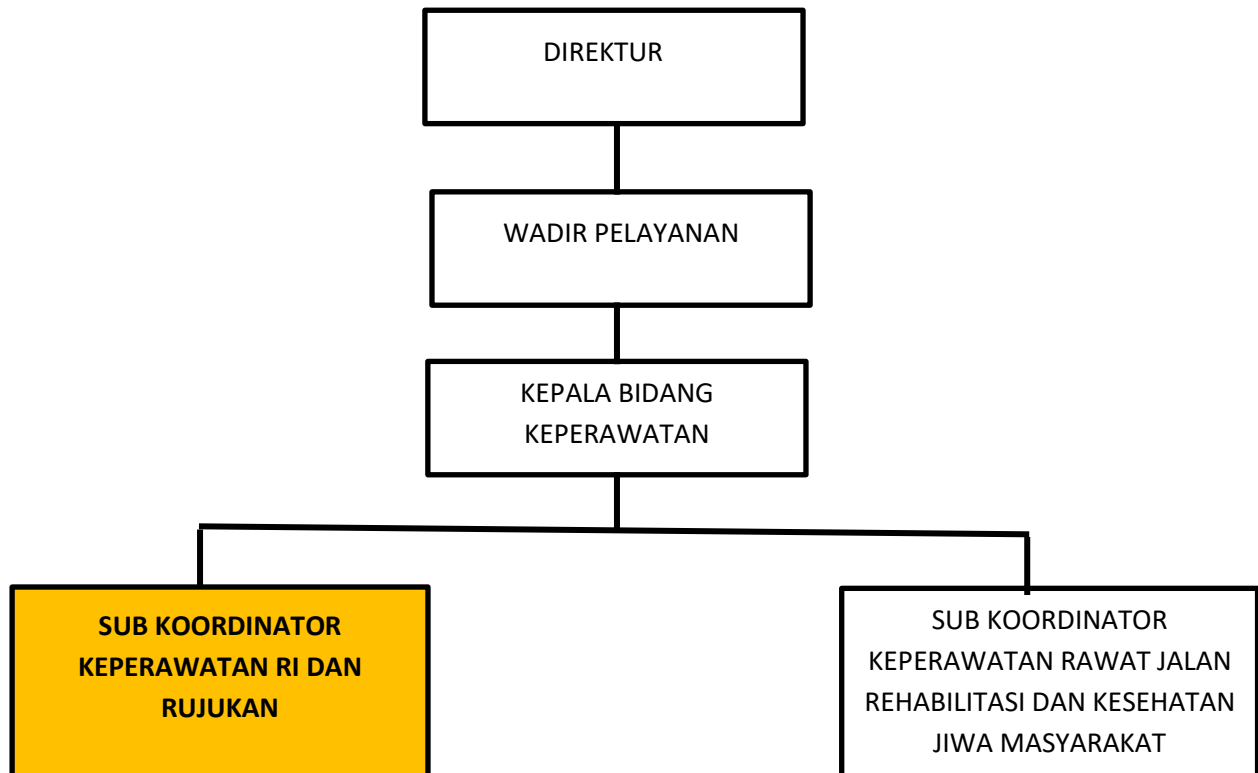 DIREKTUR
WADIR PELAYANAN
KEPALA BIDANG
KEPERAWATAN
SUB KOORDINATOR
KEPERAWATAN RI DAN
RUJUKAN
SUB KOORDINATOR
KEPERAWATAN RAWAT JALAN
REHABILITASI DAN KESEHATAN
JIWA MASYARAKAT